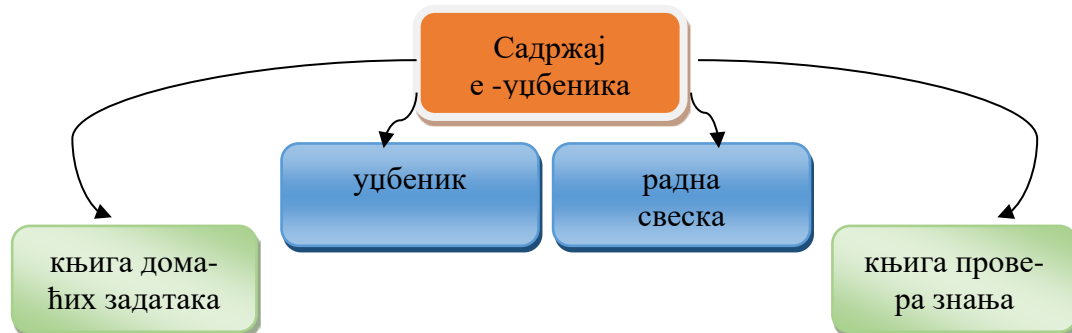 Садржај
е -уџбеника
уџбеник
радна
свеска
књига дома-
ћих задатака
књига прове-
ра знања